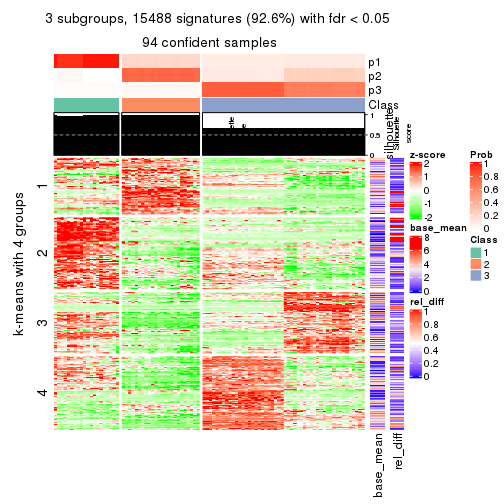 3 subgroups, 15488 signatures (92.6%) with fdr < 0.05
94 confident samples
p1
p2
p3
Class
silhouette
Silhouette
score
1
0.5
0
k-means with 4 groups
1
2
3
4
base_mean
rel_diff
z-score
2
1
0
-1
-2
base_mean
8
6
4
2
0
rel_diff
1
0.8
0.6
0.4
0.2
0
Prob
1
0.8
0.6
0.4
0.2
0
Class
1
2
3